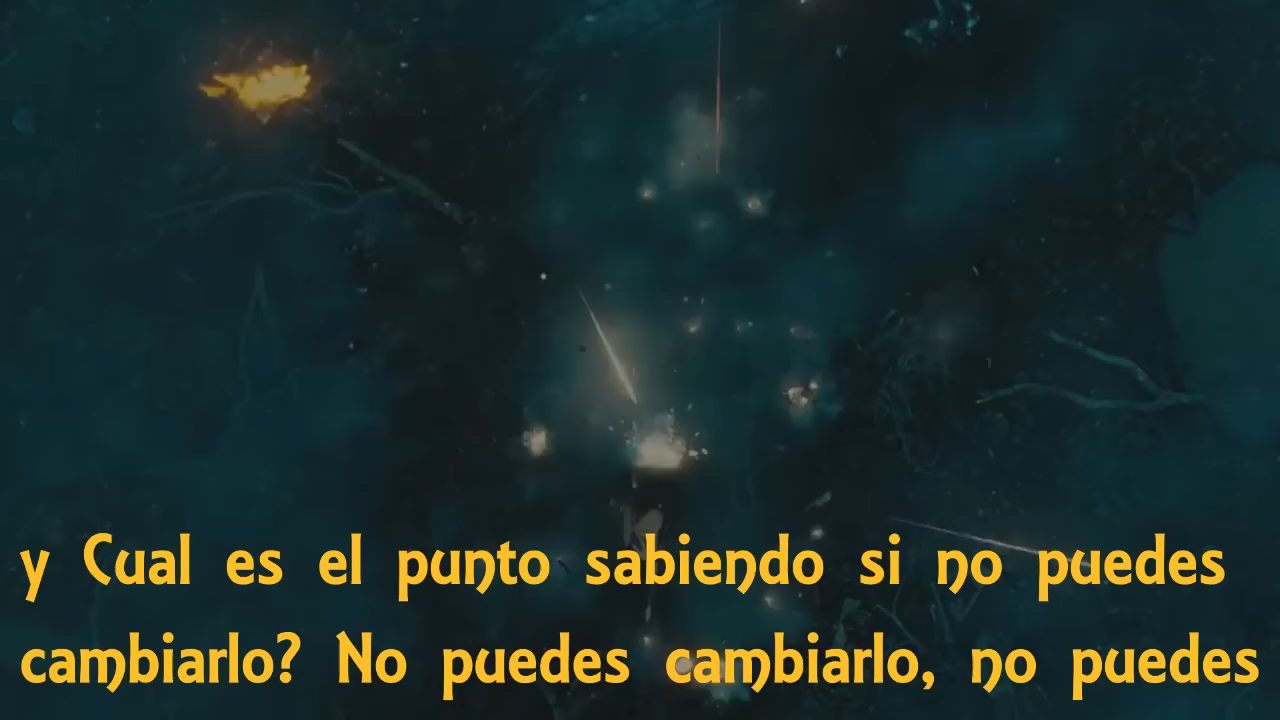 y Cual es el punto sabiendo si no puedes
cambiarlo? No puedes cambiarlo, no puedes